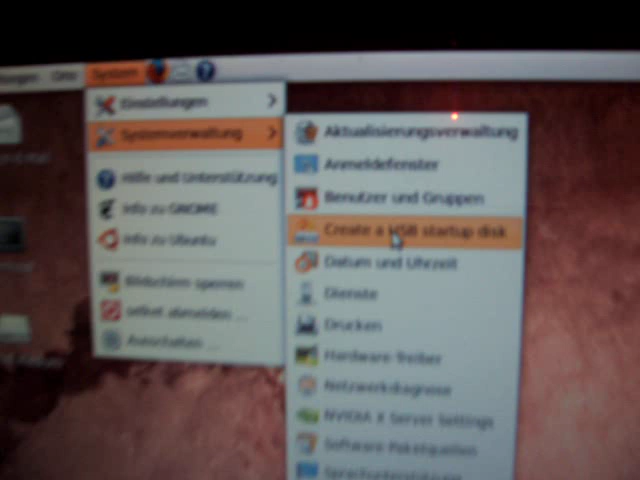 Orte System
Einstellungen
Systemverwaltung
Hilfe und Unterstützung
Info zu GNOME
Info zu Ubuntu
Bildschirm sperren
abmelden ...
Ausschalten ...
Aktualisierungsverwaltung
Anmeldefenster
Benutzer und Gruppen
Create a USB startup disk
Datum und Uhrzeit
Dienste
Drucken
Hardware-Treiber
Netzwerkdiagnose
NVIDIA X Server Settings
Software-Paketquellen
Sprachunterstützung